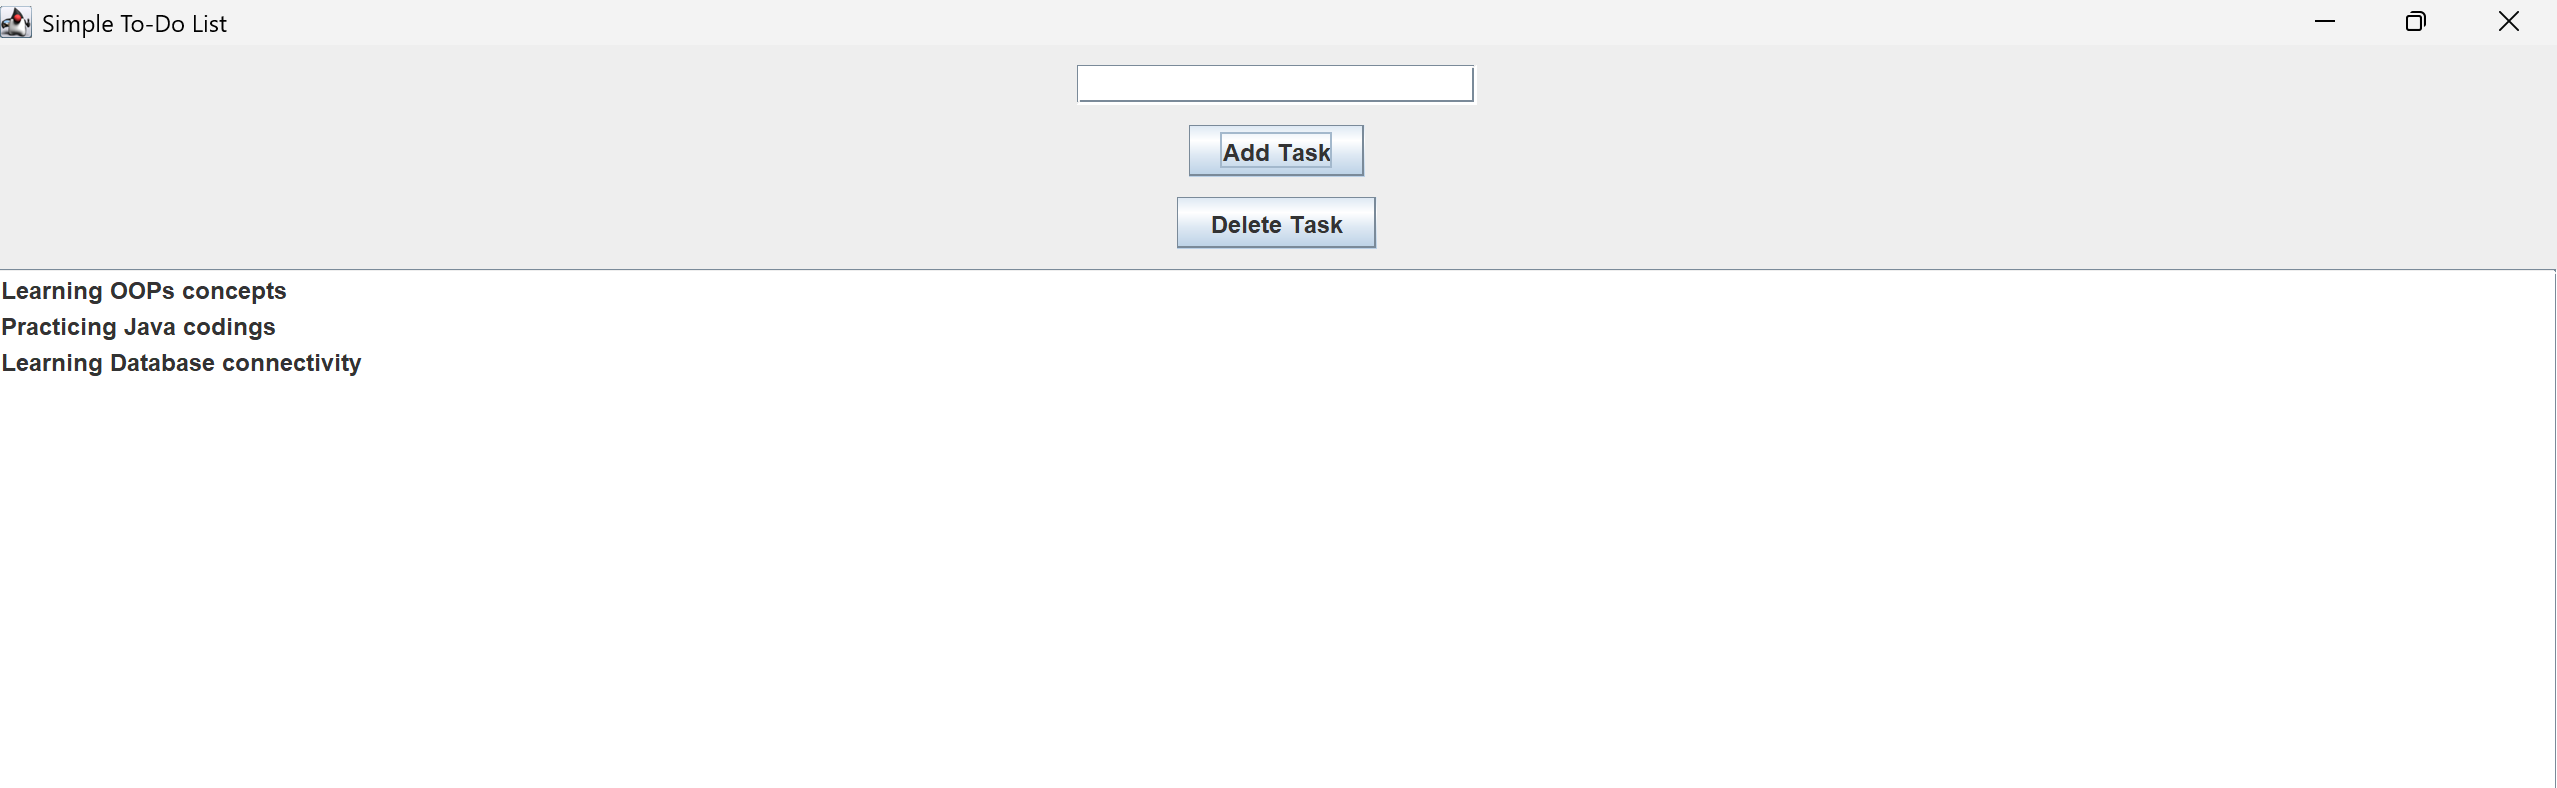 Simple To-Do List
Add Task
Delete Task
Learning OOPs concepts
Practicing Java codings
Learning Database connectivity